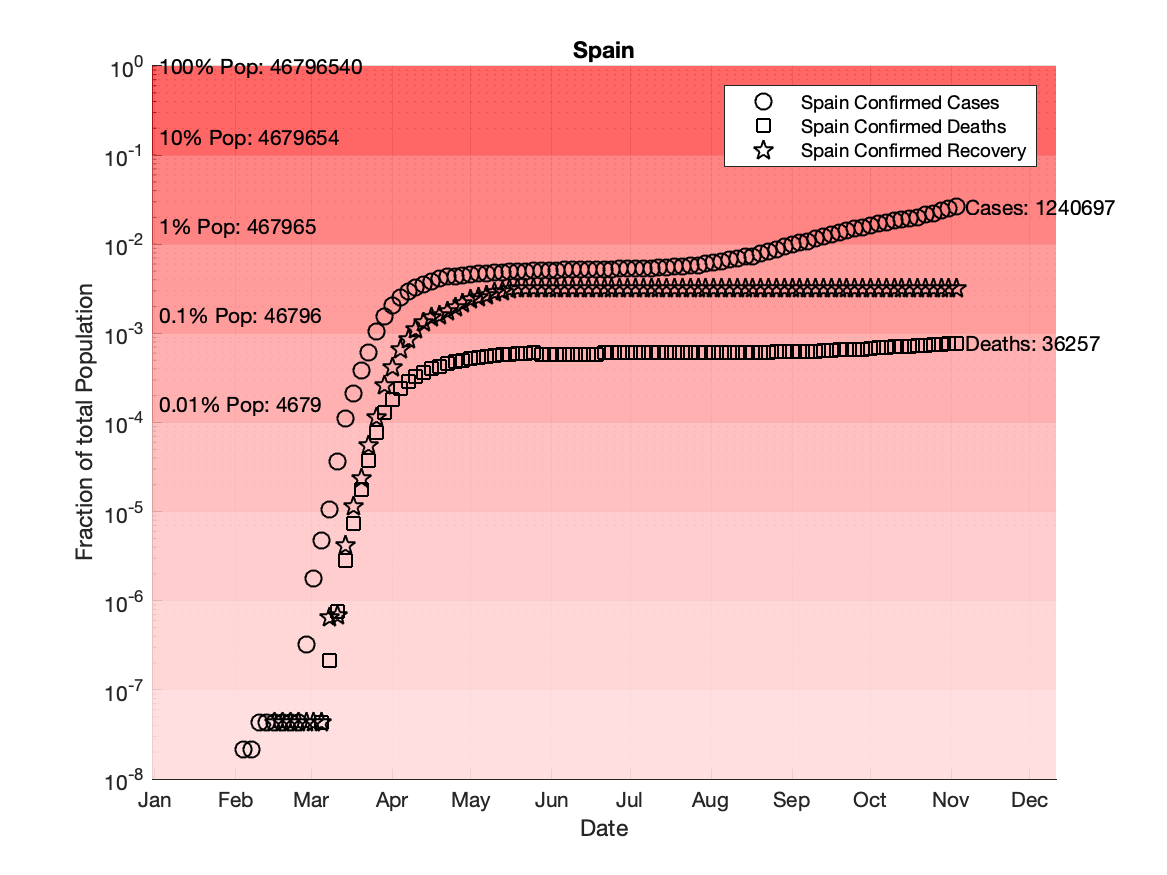 Spain
10^0
100% Pop: 46796540
Spain Confirmed Cases
Spain Confirmed Deaths
Spain Confirmed Recovery
10% Pop: 4679654
10^-1
Cases: 1240697
1% Pop: 467965
10^-2
0.1% Pop: 46796
10^-3
Deaths: 36257
0.01% Pop: 4679
10^-4
10^-5
10^-6
10^-7
10^-8
Fraction of total Population
Jan Feb Mar Apr May Jun Jul Aug Sep Oct Nov Dec
Date